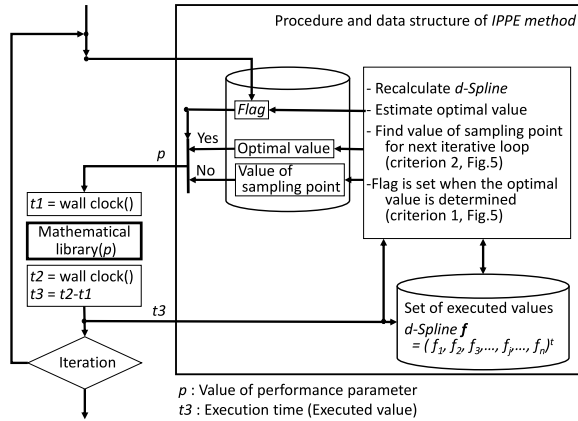 Procedure and data structure of IPPE method
- Recalculate d-Spline
- Estimate optimal value
- Find value of sampling point
for next iterative loop
(criterion 2, Fig.5)
-Flag is set when the optimal
value is determined
(criterion 1, Fig.5)
Flag
Yes
Optimal value
No
Value of
sampling point
p
t1 = wall clock()
Mathematical
library(p)
t2 = wall clock()
t3 = t2-t1
t3
Iteration
Set of executed values
d-Spline f
= ( f1, f2, f3,..., fj,..., fn)t
p : Value of performance parameter
t3 : Execution time (Executed value)